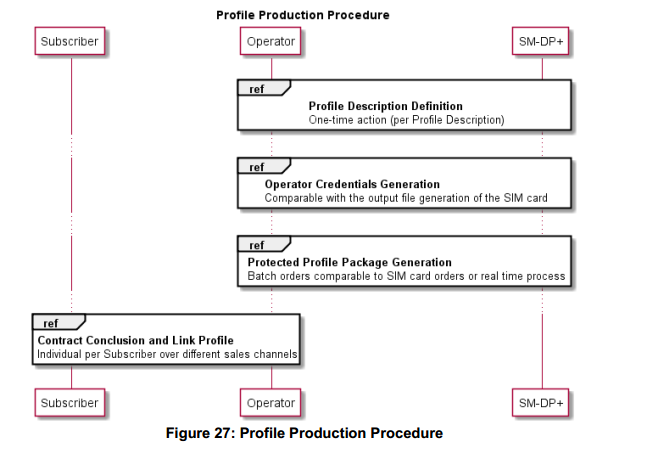 Profile Production Procedure
Subscriber
Operator
SM-DP+
ref
Profile Description Definition
One-time action (per Profile Description)
ref
Operator Credentials Generation
Comparable with the output file generation of the SIM card
ref
Protected Profile Package Generation
Batch orders comparable to SIM card orders or real time process
ref
Contract Conclusion and Link Profile
Individual per Subscriber over different sales channels
Subscriber
Operator
SM-DP+
Figure 27: Profile Production Procedure